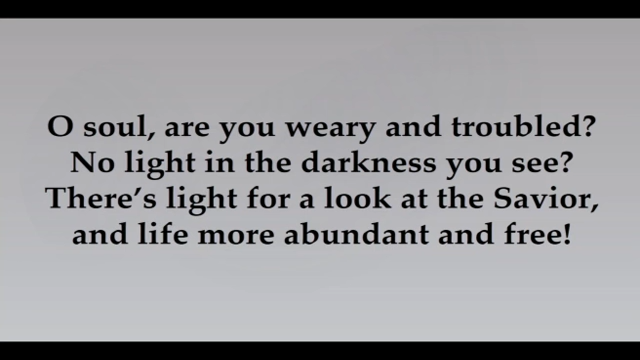 O soul, are you weary and troubled?
No light in the darkness you see?
There’s light for a look at the Savior,
and life more abundant and free!